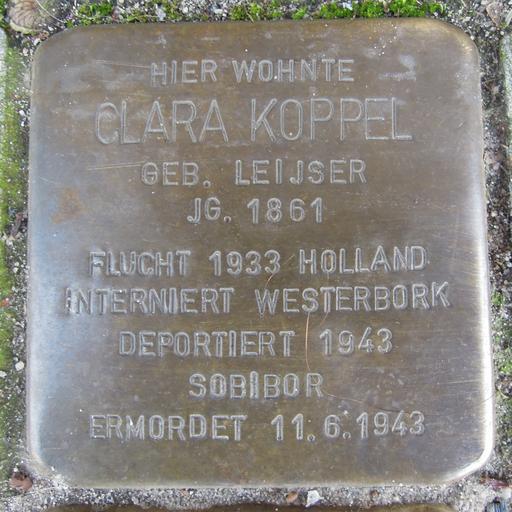 HIER WOHNTE
CLARA KOPPEL
GEB. LEIJSER
JG. 1861
FLUCHT 1933 HOLLAND
INTERNIERT WESTERBORK
DEPORTIERT 1943
SOBIBOR
ERMORDET 11.6.1943